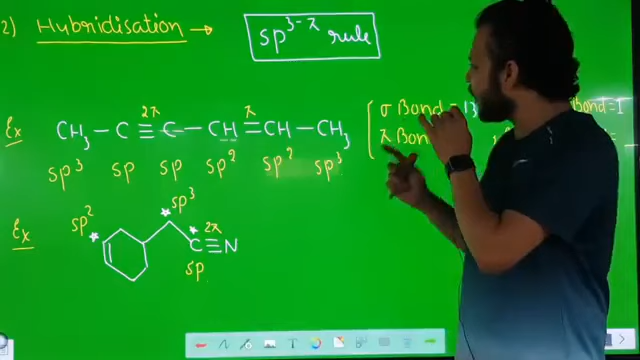 2) Hybridisation → sp³⁻π rule
2π π
Ex CH₃ – C ≡ C – CH = CH – CH₃
sp³ sp sp sp² sp² sp³
σ Bond = 13 Bond = 1
π Bon =
Ex sp² sp³ 2π
C≡N
sp